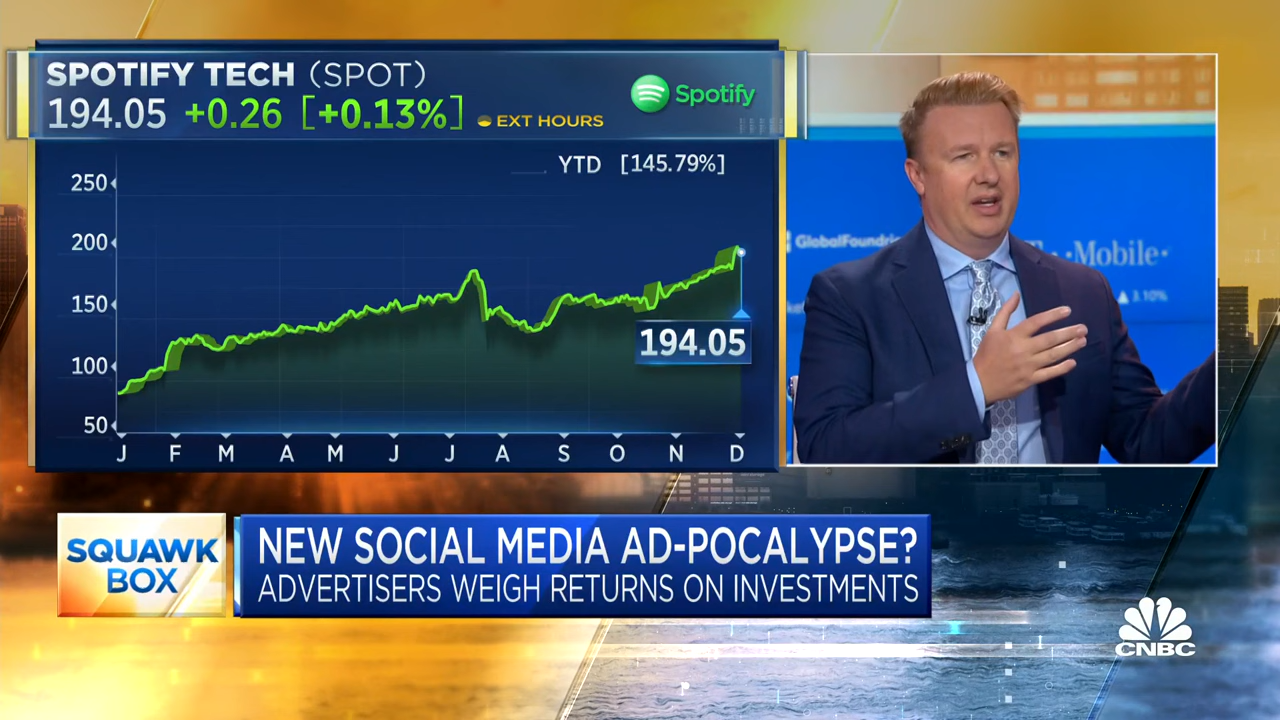 SPOTIFY TECH (SPOT)
194.05 +0.26 [+0.13%] EXT HOURS
Spotify
YTD [145.79%]
250
200
150
100
50
194.05
J F M A M J J A S O N D
GlobalFoundri
T··Mobile·
▲ 3.10%
SQUAWK
BOX
NEW SOCIAL MEDIA AD-POCALYPSE?
ADVERTISERS WEIGH RETURNS ON INVESTMENTS
CNBC